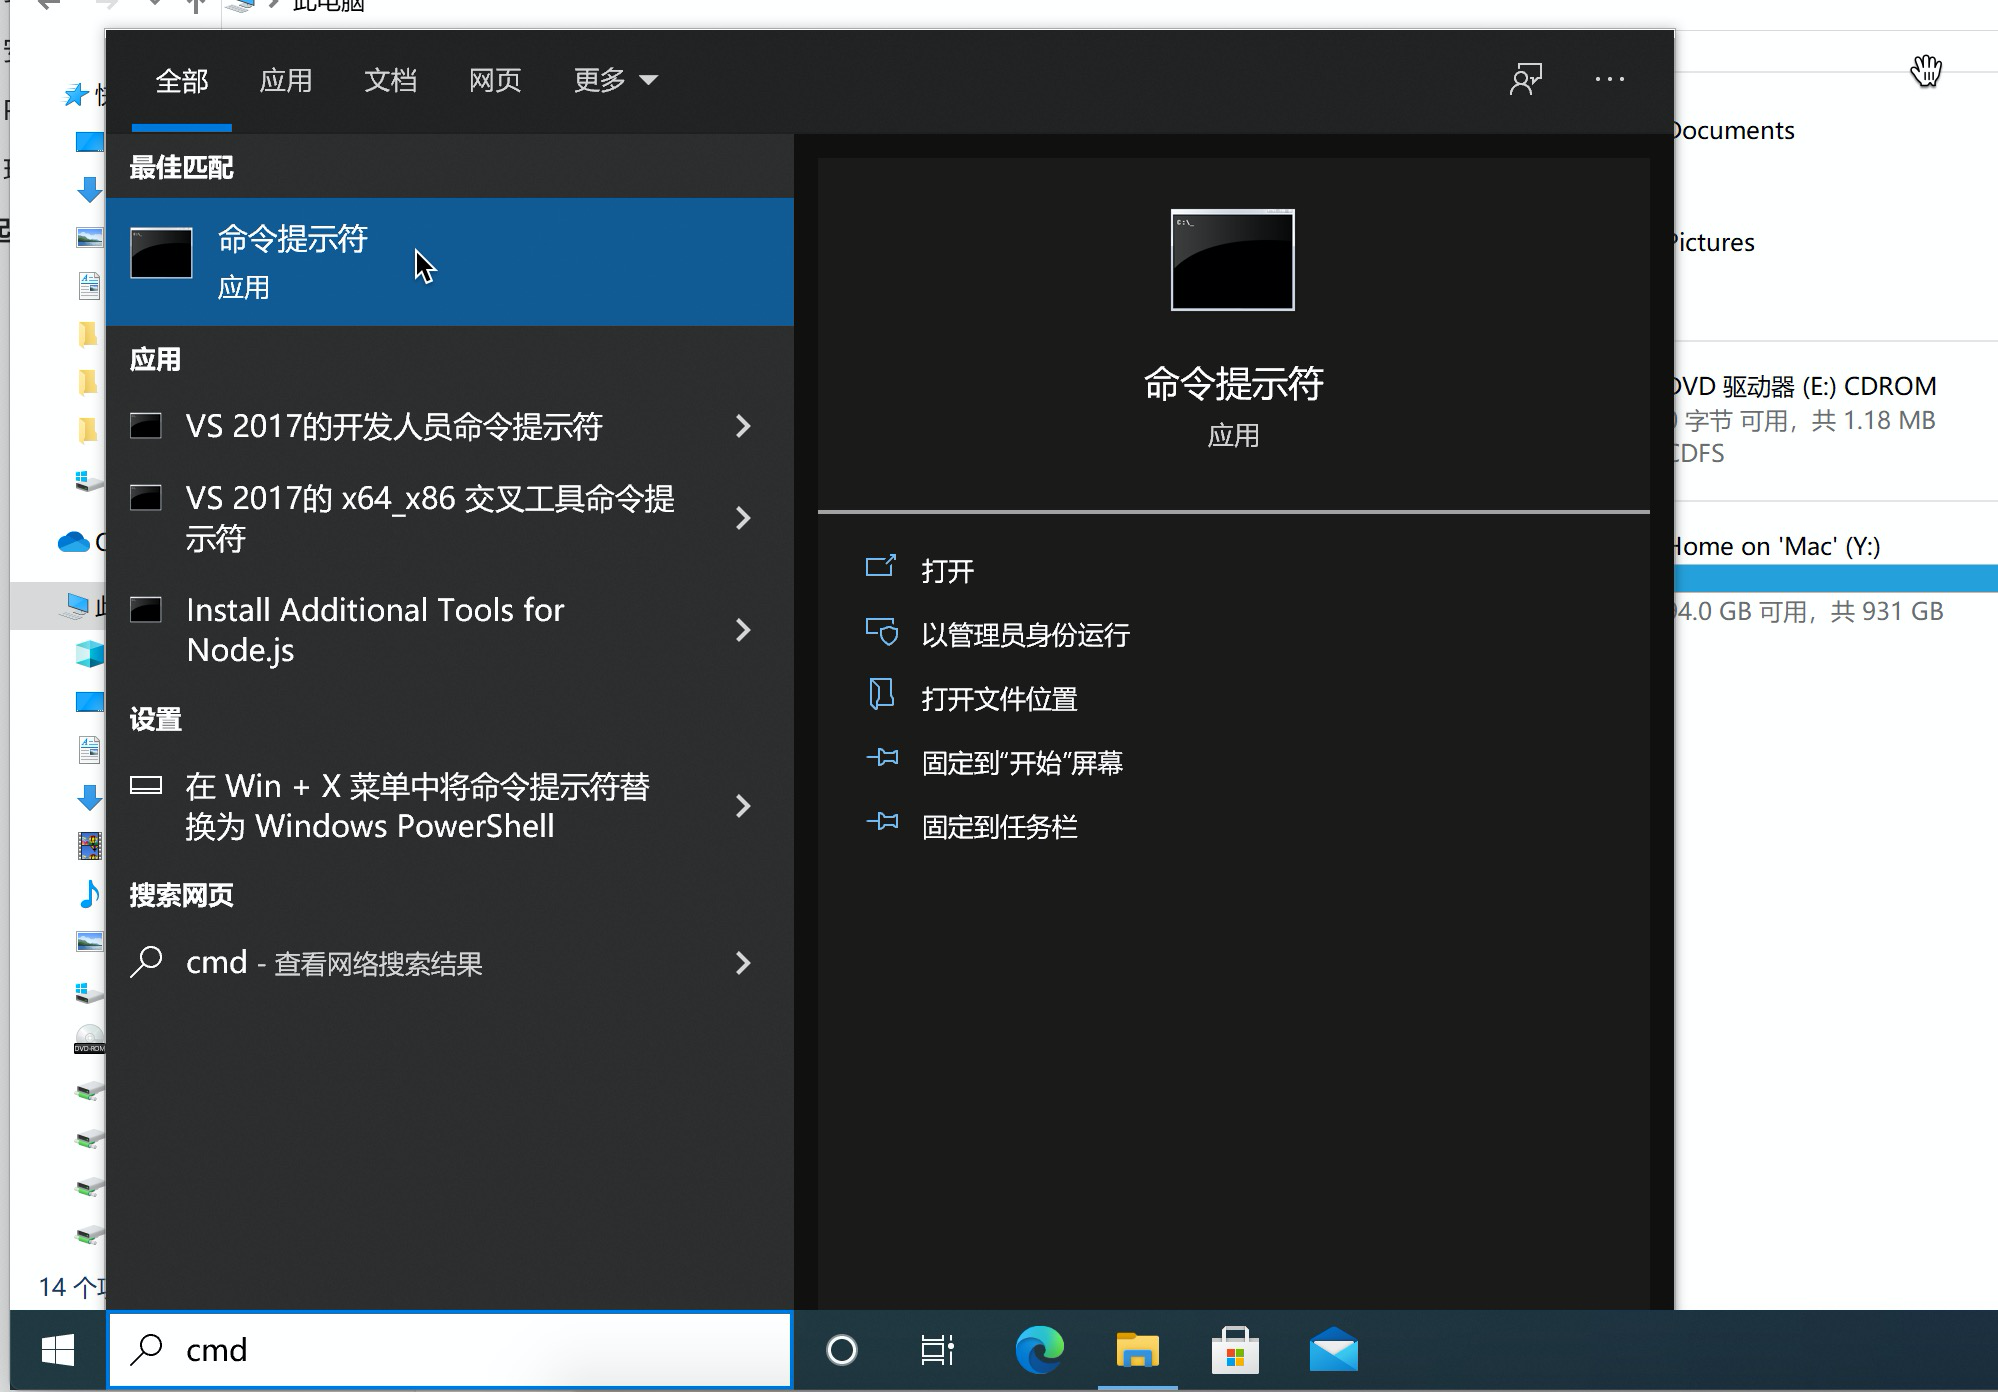 此电脑
全部
应用
文档
网页
更多
最佳匹配
命令提示符
应用
应用
VS 2017的开发人员命令提示符
VS 2017的 x64_x86 交叉工具命令提
示符
Install Additional Tools for
Node.js
设置
在 Win + X 菜单中将命令提示符替
换为 Windows PowerShell
搜索网页
cmd - 查看网络搜索结果
命令提示符
应用
打开
以管理员身份运行
打开文件位置
固定到“开始”屏幕
固定到任务栏
Documents
Pictures
DVD 驱动器 (E:) CDROM
字节 可用，共 1.18 MB
CDFS
Home on 'Mac' (Y:)
94.0 GB 可用，共 931 GB
14 个
cmd